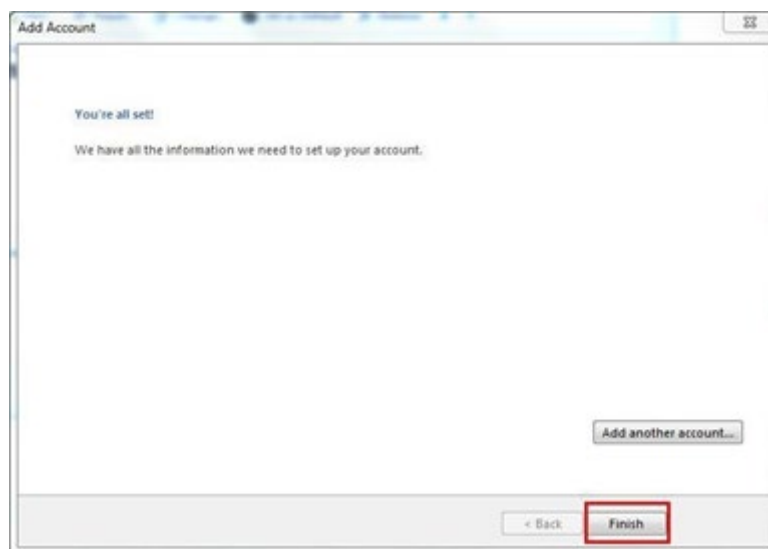 Add Account
You're all set!
We have all the information we need to set up your account.
Add another account...
< Back
Finish